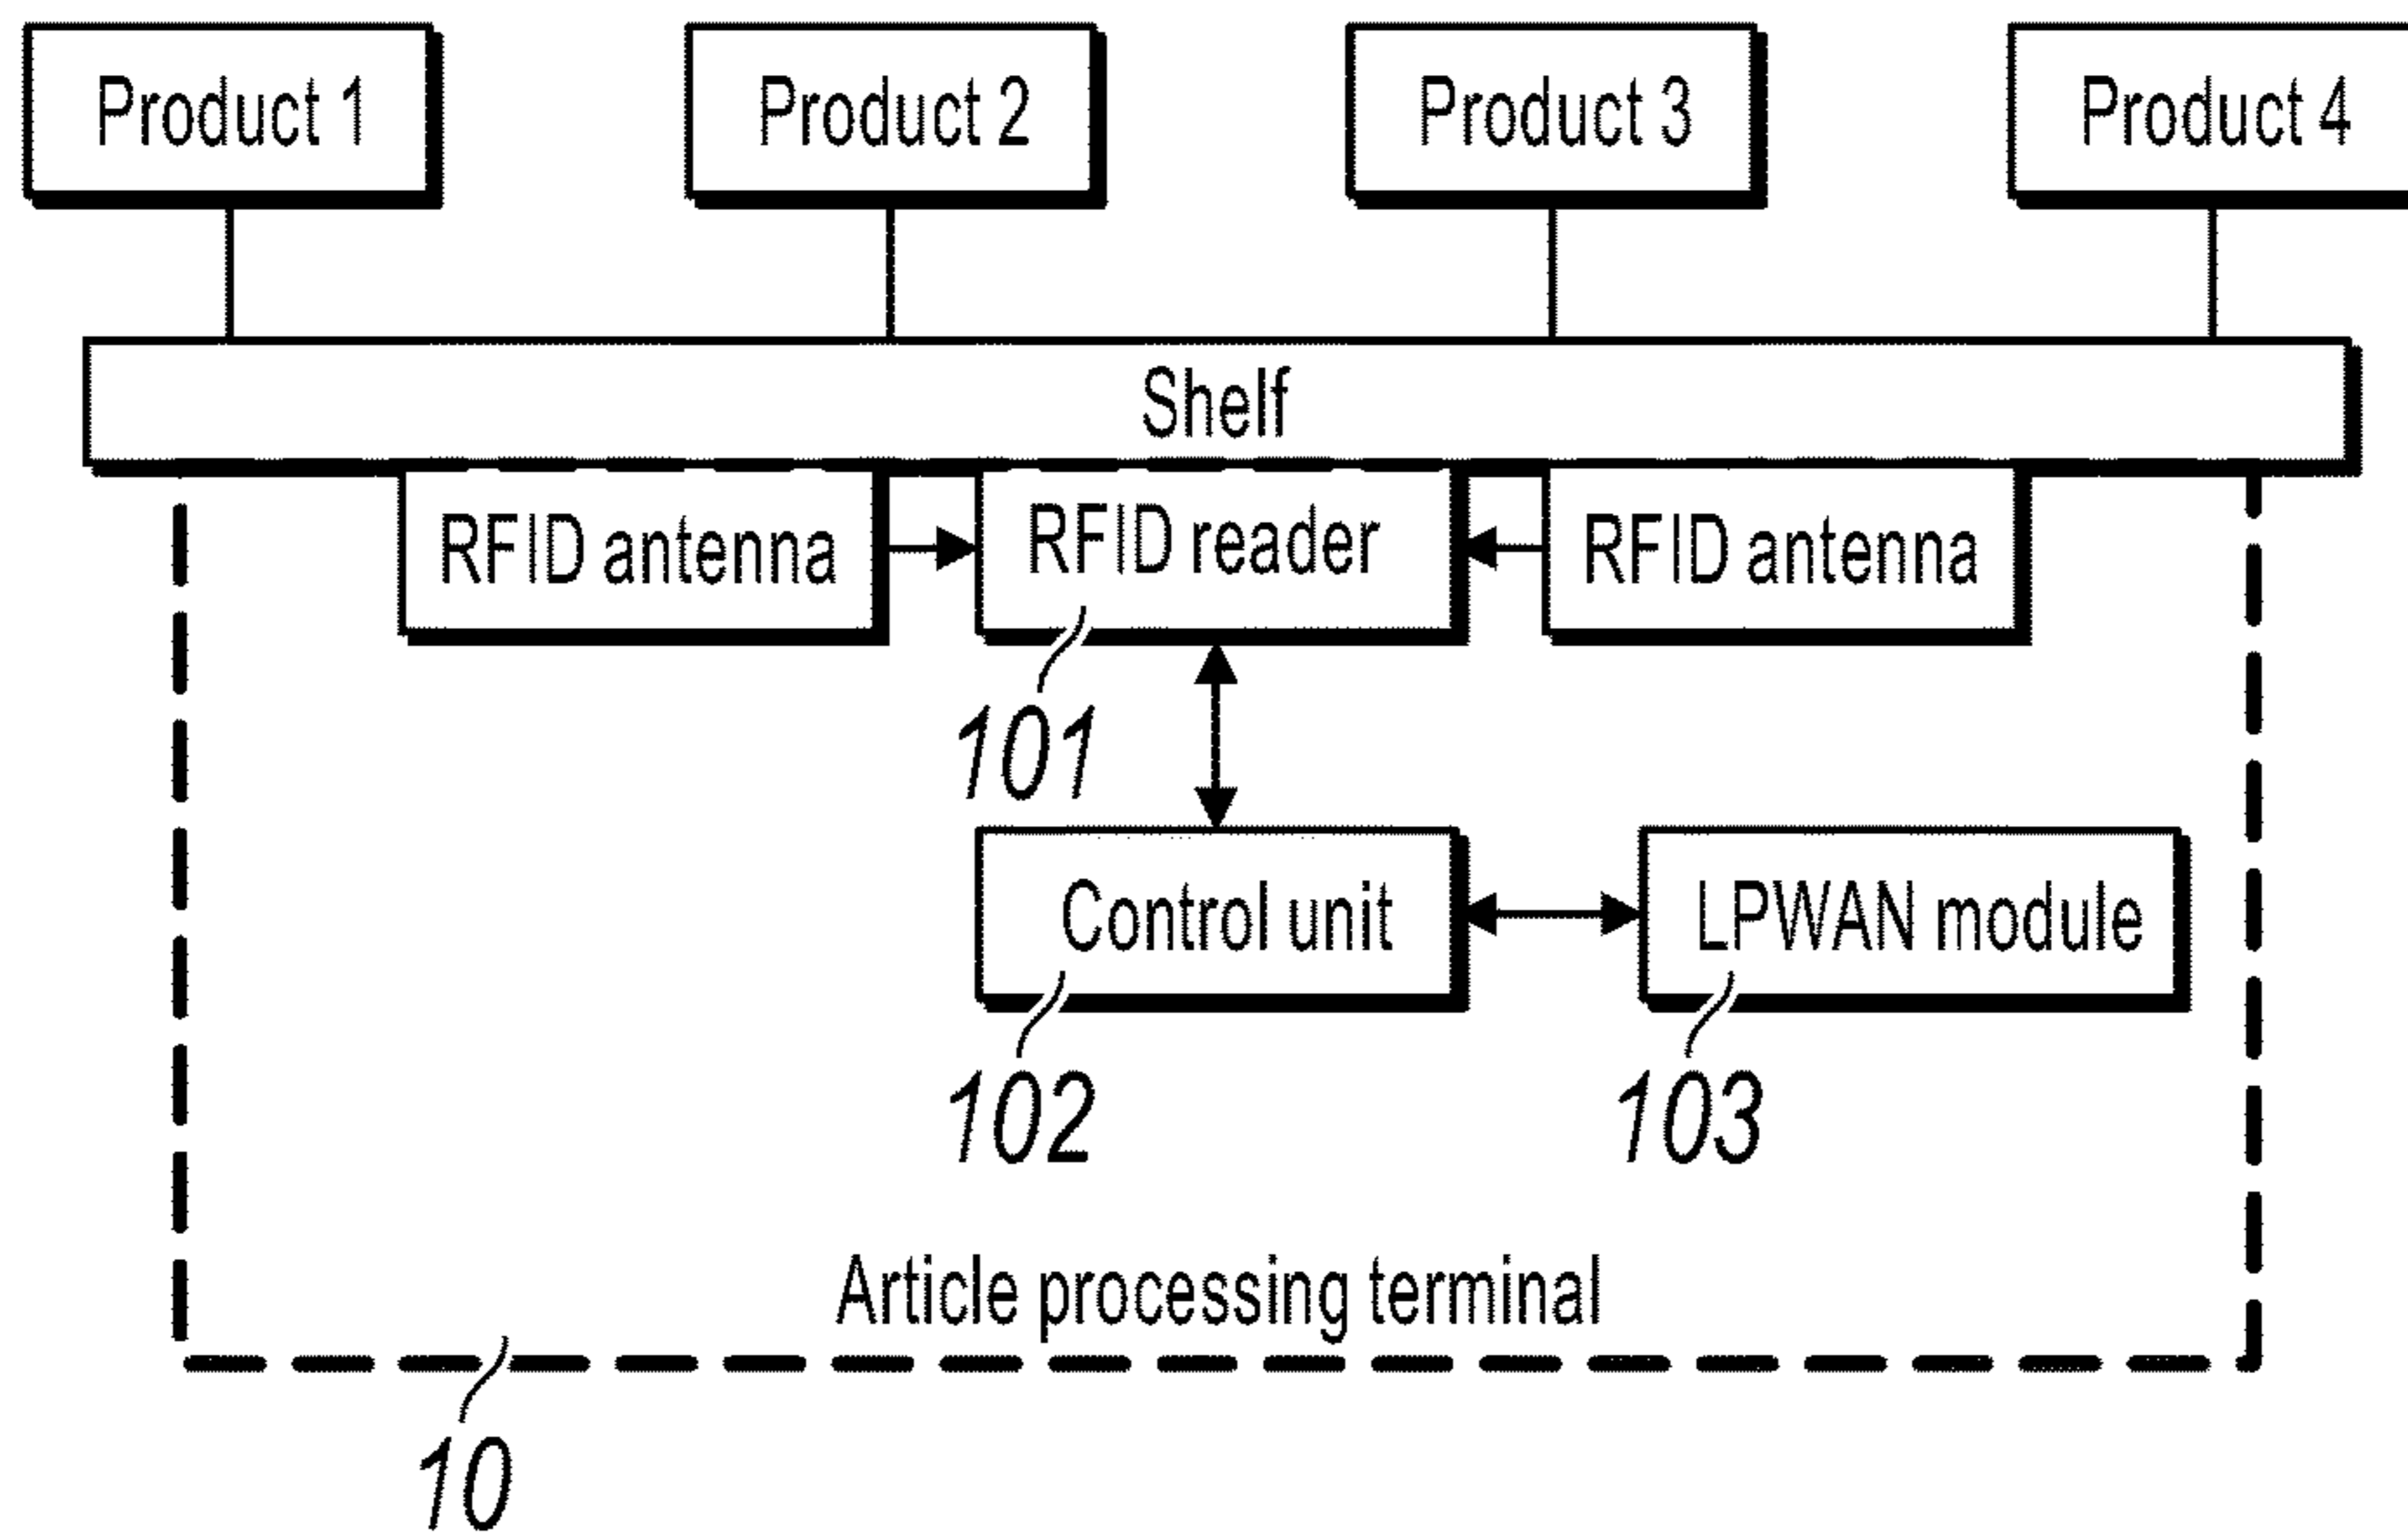 Product 1
Product 2
Product 3
Product 4
Shelf
RFID antenna
RFID reader
RFID antenna
101
Control unit
LPWAN module
102
103
Article processing terminal
10